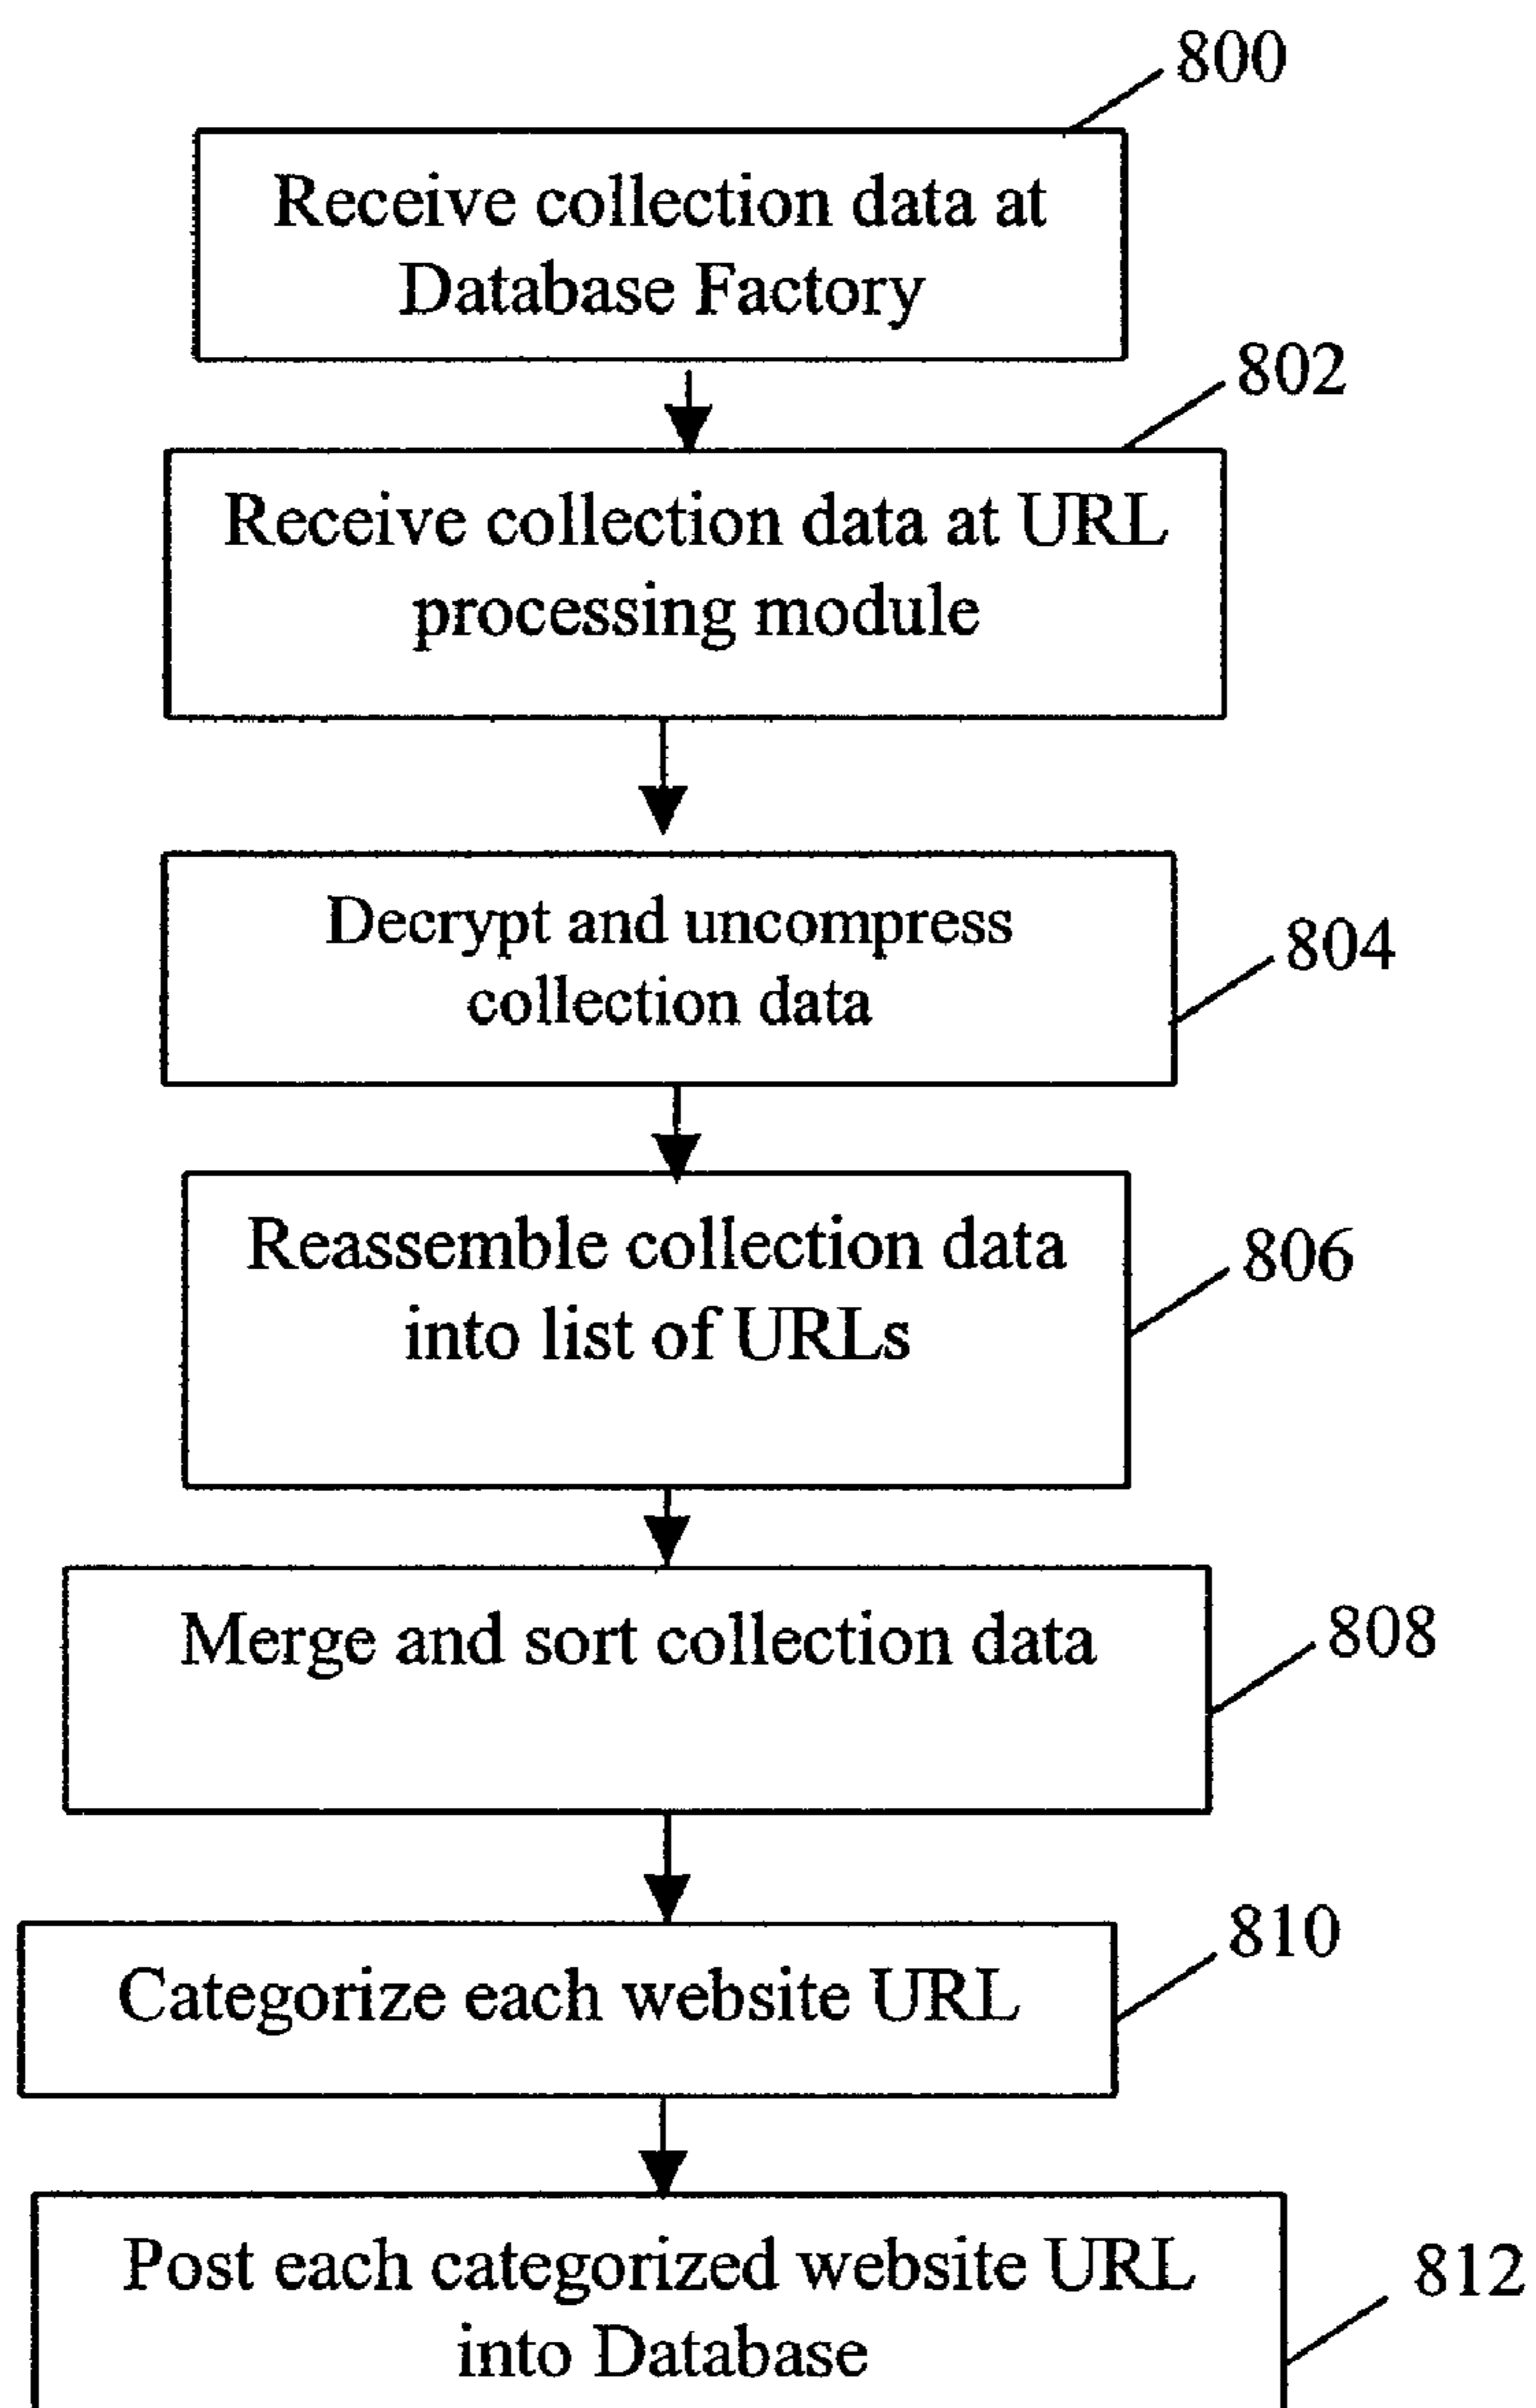 800
Receive collection data at
Database Factory
802
Receive collection data at URL
processing module
Decrypt and uncompress
collection data
804
Reassemble collection data
into list of URLs
806
Merge and sort collection data
808
810
Categorize each website URL
Post each categorized website URL
into Database
812